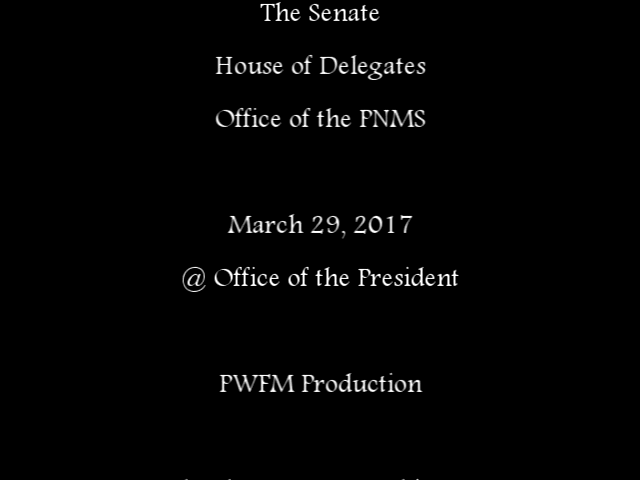 The Senate
House of Delegates
Office of the PNMS
March 29, 2017
@ Office of the President
PWFM Production